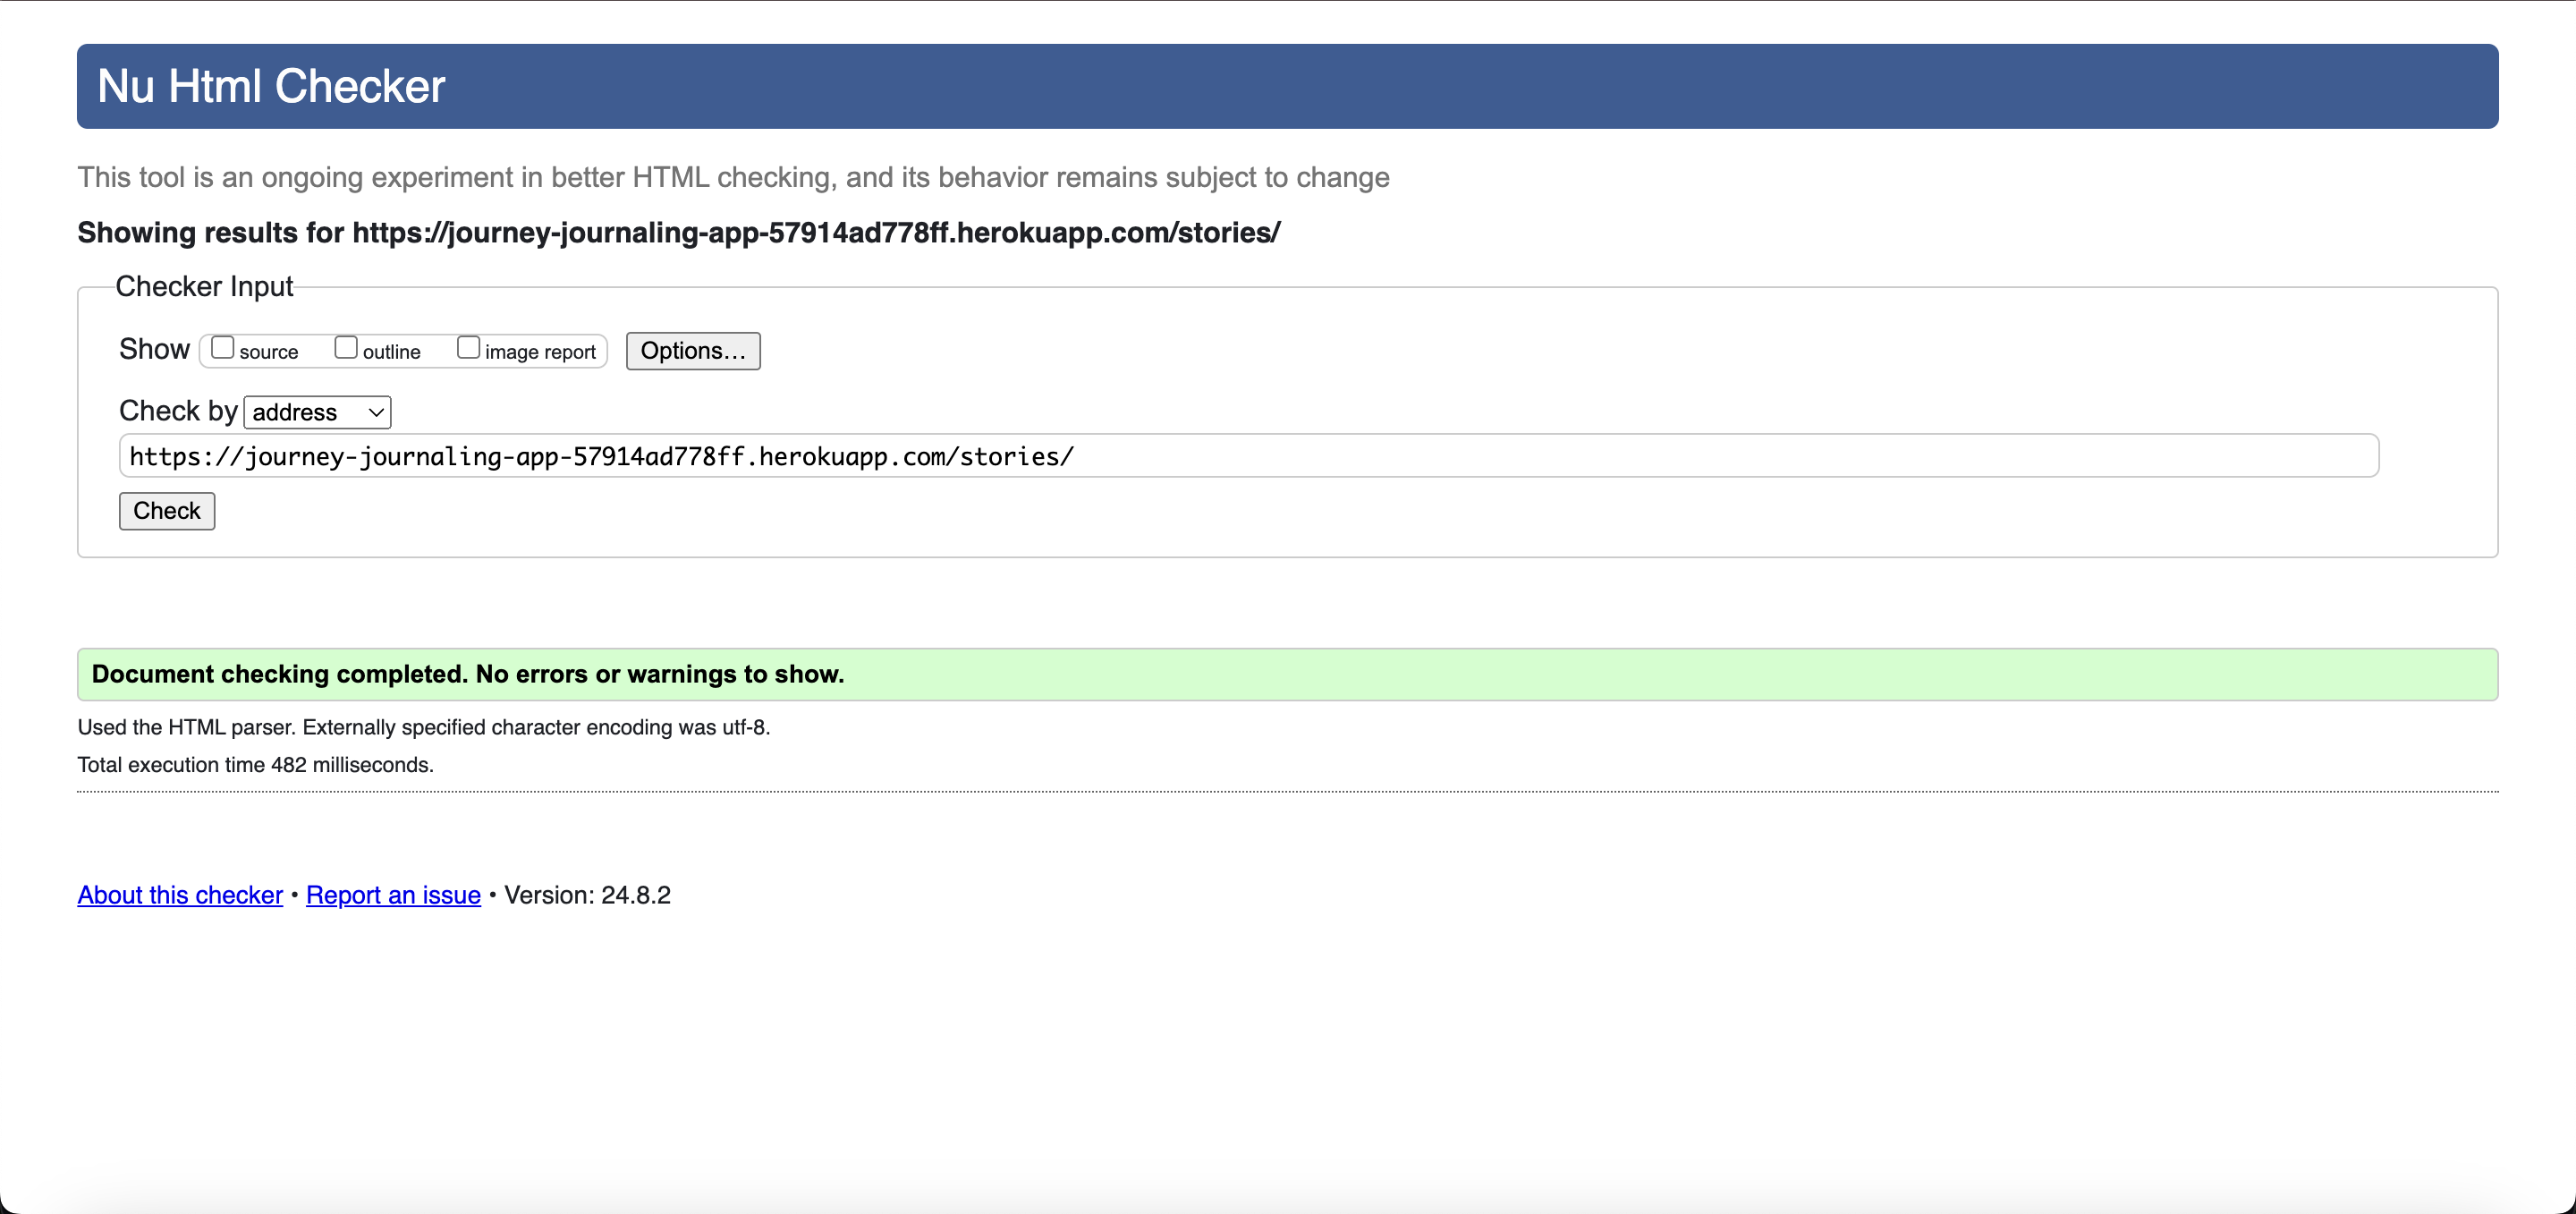 Nu Html Checker
This tool is an ongoing experiment in better HTML checking, and its behavior remains subject to change
Showing results for https://journey-journaling-app-57914ad778ff.herokuapp.com/stories/
Checker Input
Show source outline image report Options...
Check by address
https://journey-journaling-app-57914ad778ff.herokuapp.com/stories/
Check
Document checking completed. No errors or warnings to show.
Used the HTML parser. Externally specified character encoding was utf-8.
Total execution time 482 milliseconds.
About this checker • Report an issue • Version: 24.8.2